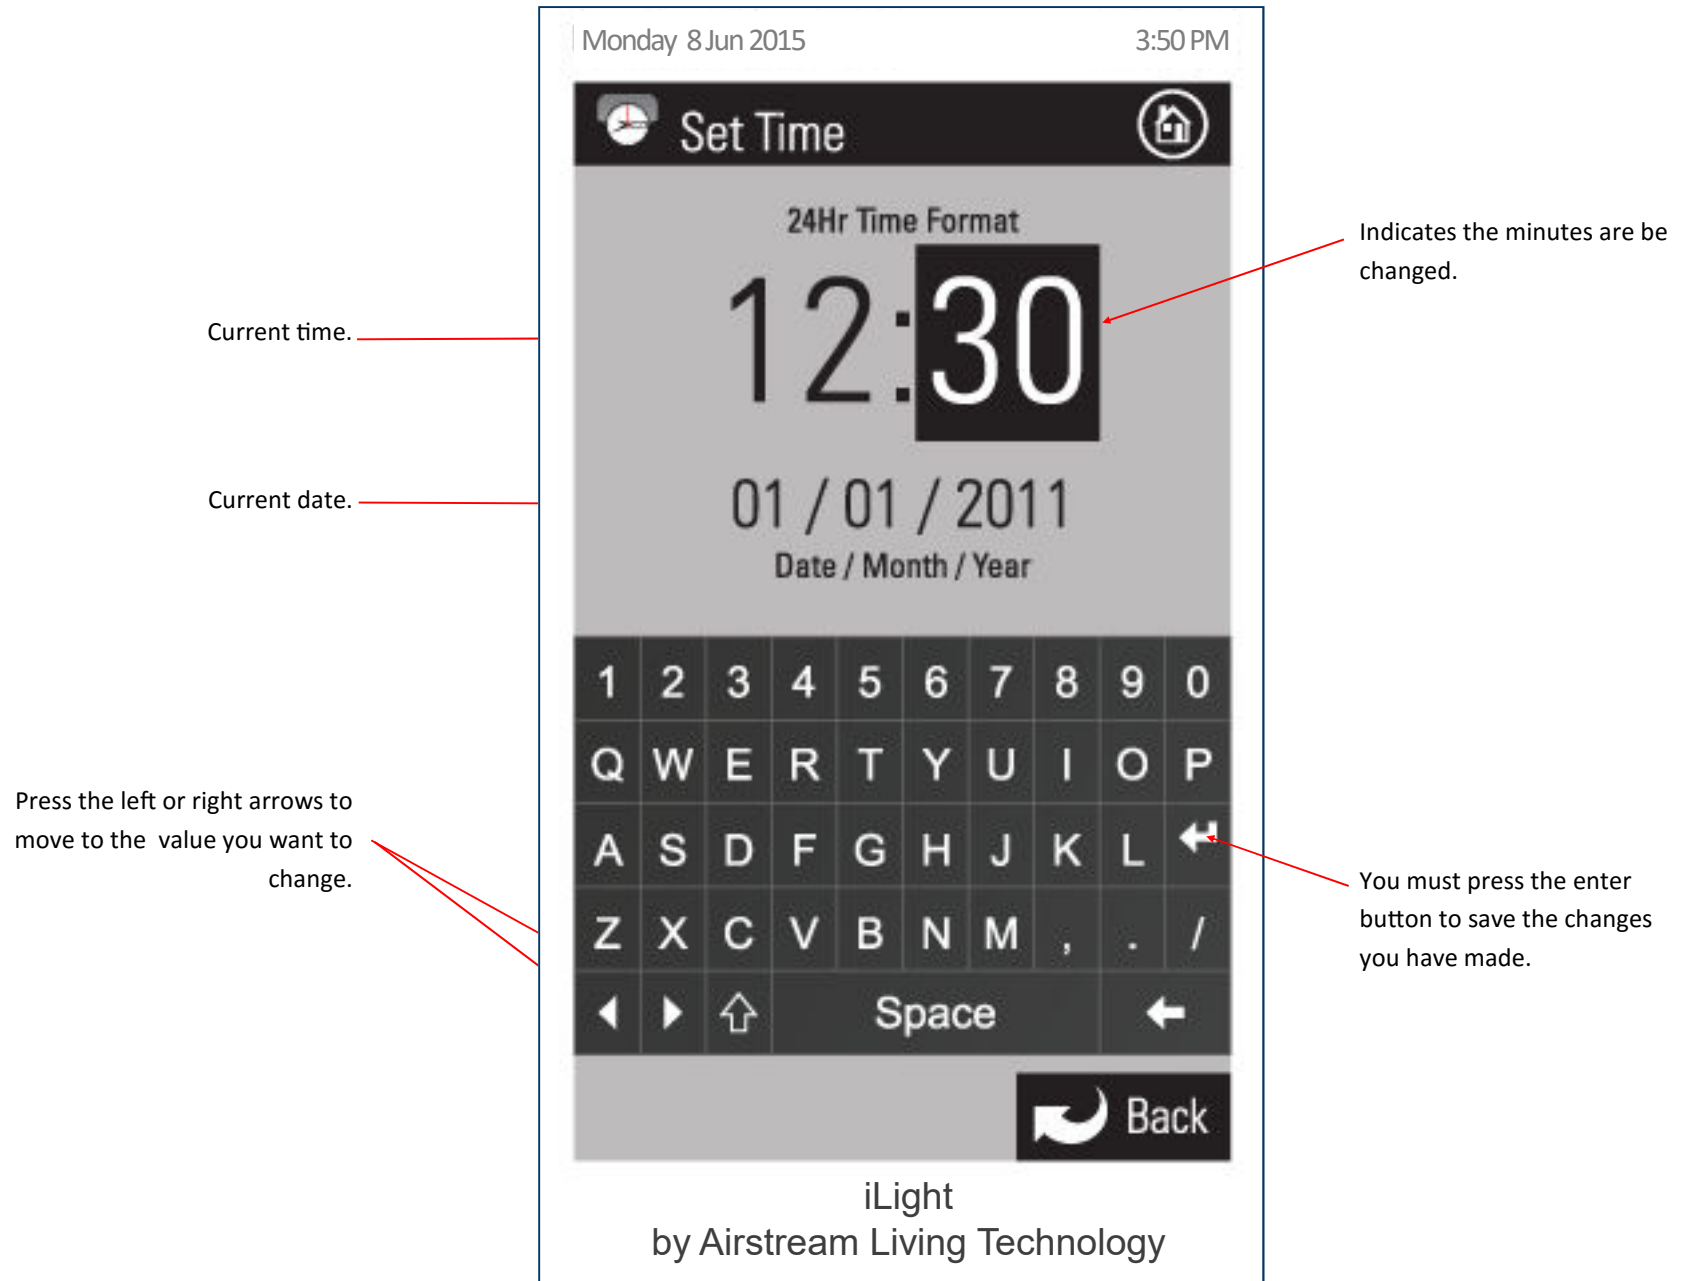 Monday 8 Jun 2015 3:50 PM
Set Time
24Hr Time Format
12:30
01 / 01 / 2011
Date / Month / Year
Indicates the minutes are be
changed.
Current time.
Current date.
Press the left or right arrows to
move to the value you want to
change.
1 2 3 4 5 6 7 8 9 0
Q W E R T Y U I O P
A S D F G H J K L
Z X C V B N M , . /
Space
You must press the enter
button to save the changes
you have made.
Back
iLight
by Airstream Living Technology